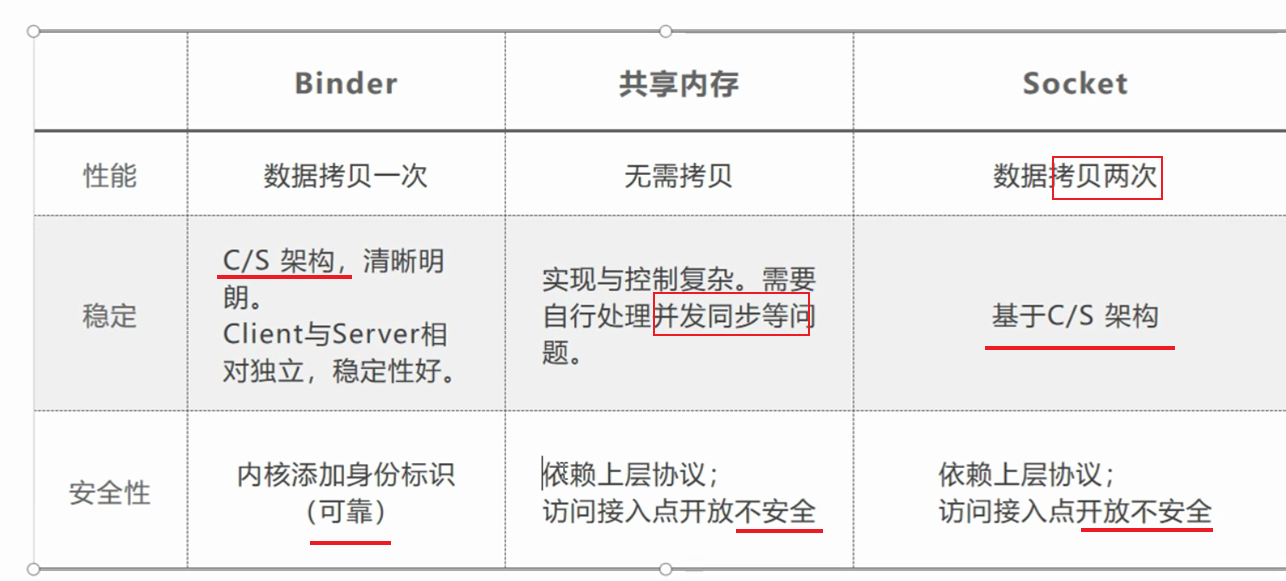 Binder
共享内存
Socket
性能
数据拷贝一次
无需拷贝
数据拷贝两次
稳定
C/S 架构，清晰明
朗。
Client与Server相
对独立，稳定性好。
实现与控制复杂。需要
自行处理并发同步等问
题。
基于C/S 架构
安全性
内核添加身份标识
（可靠）
依赖上层协议；
访问接入点开放不安全
依赖上层协议；
访问接入点开放不安全